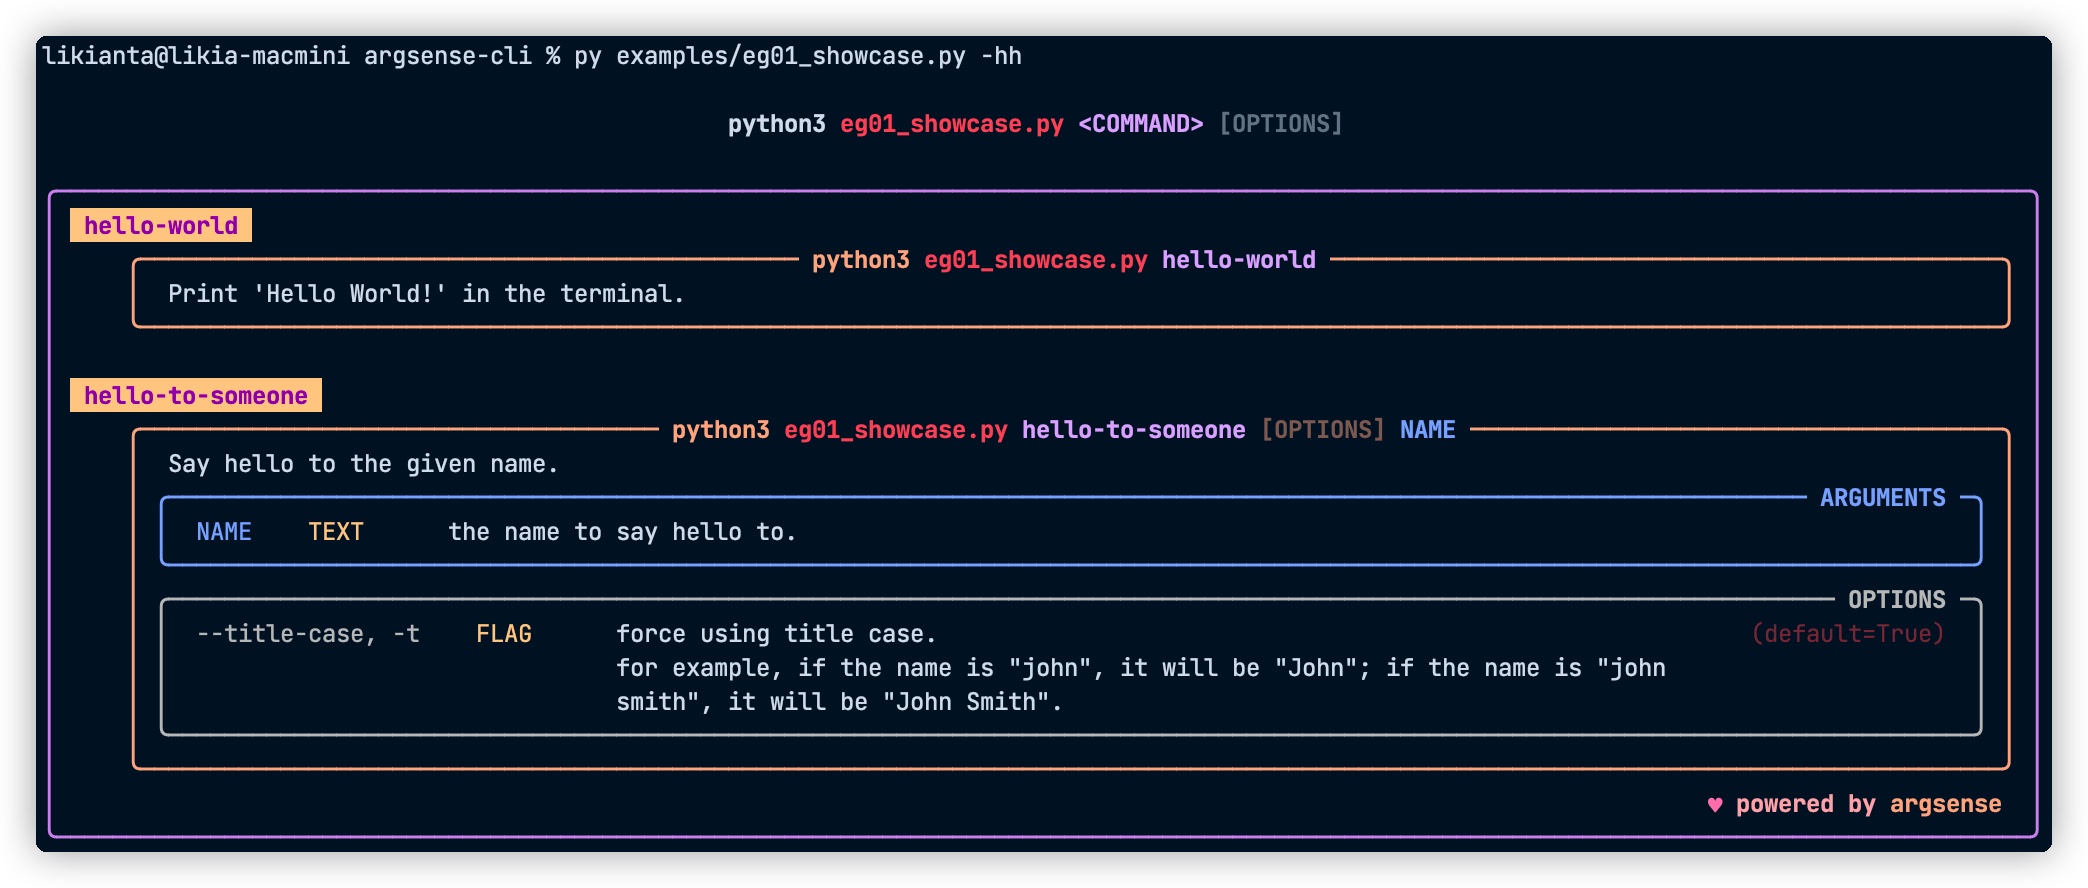 likianta@likia-macmini argsense-cli % py examples/eg01_showcase.py -hh
python3 eg01_showcase.py <COMMAND> [OPTIONS]
hello-world
python3 eg01_showcase.py hello-world
Print 'Hello World!' in the terminal.
hello-to-someone
python3 eg01_showcase.py hello-to-someone [OPTIONS] NAME
Say hello to the given name.
ARGUMENTS
NAME TEXT the name to say hello to.
OPTIONS
--title-case, -t FLAG force using title case. (default=True)
for example, if the name is "john", it will be "John"; if the name is "john
smith", it will be "John Smith".
♥ powered by argsense